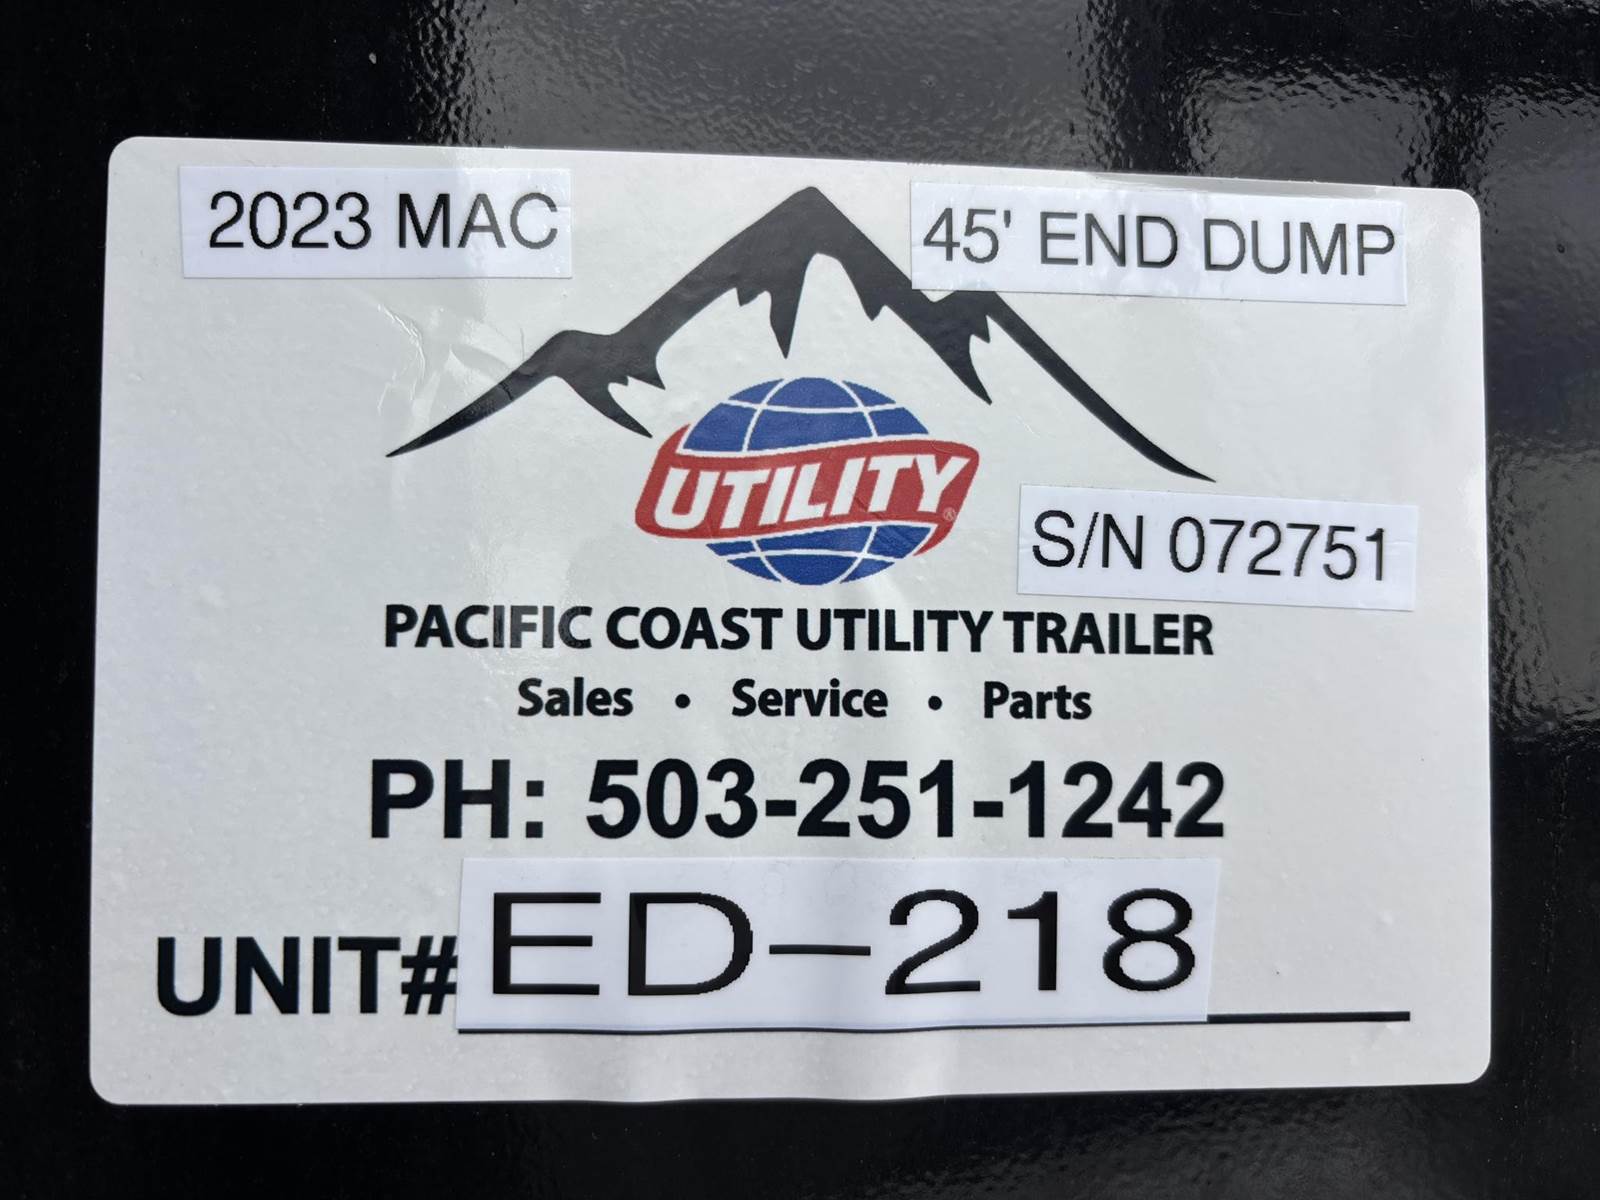 2023 MAC
45' END DUMP
UTILITY®
S/N 072751
PACIFIC COAST UTILITY TRAILER
Sales • Service • Parts
PH: 503-251-1242
UNIT# ED-218